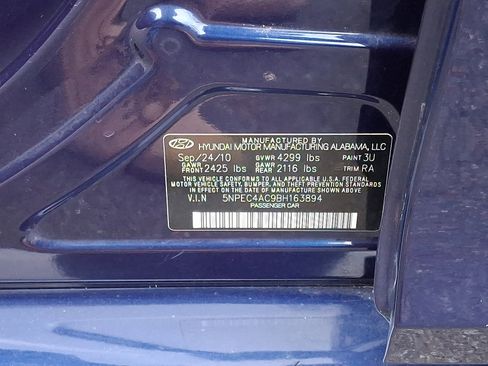 MANUFACTURED BY
HYUNDAI MOTOR MANUFACTURING ALABAMA, LLC
Sep/24/10 GVWR 4299 lbs PAINT 3U
GAWR FRONT 2425 lbs GAWR REAR 2116 lbs TRIM RA
THIS VEHICLE CONFORMS TO ALL APPLICABLE U.S.A FEDERAL
MOTOR VEHICLE SAFETY, BUMPER, AND THEFT PREVENTION STANDARDS
IN EFFECT ON THE DATE OF MANUFACTURE SHOWN ABOVE.
V.I.N 5NPEC4AC9BH163894
PASSENGER CAR